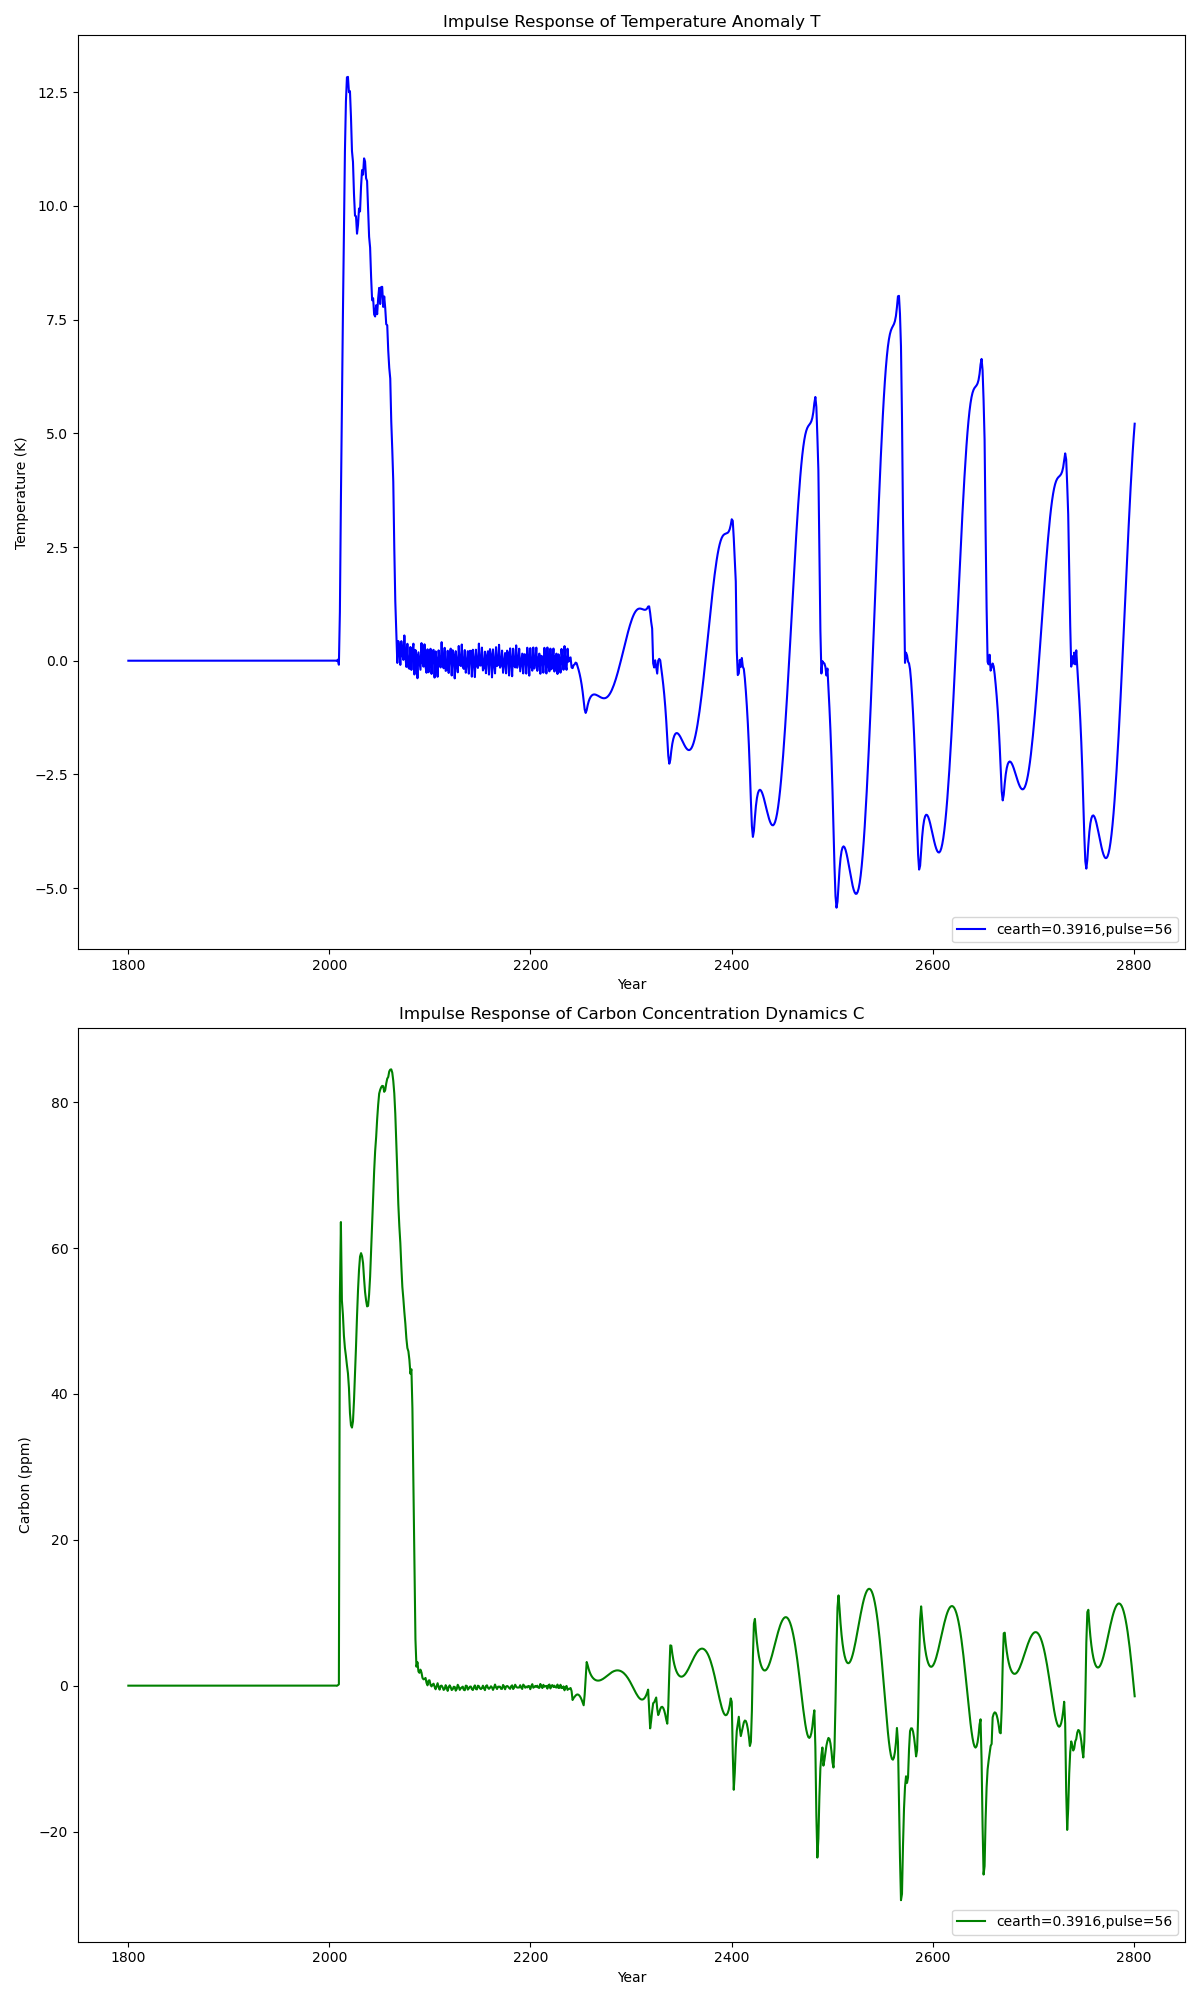 Impulse Response of Temperature Anomaly T
12.5
10.0
7.5
5.0
2.5
0.0
−2.5
−5.0
Temperature (K)
cearth=0.3916,pulse=56
1800 2000 2200 2400 2600 2800
Year
Impulse Response of Carbon Concentration Dynamics C
80
60
40
20
0
−20
Carbon (ppm)
cearth=0.3916,pulse=56
1800 2000 2200 2400 2600 2800
Year